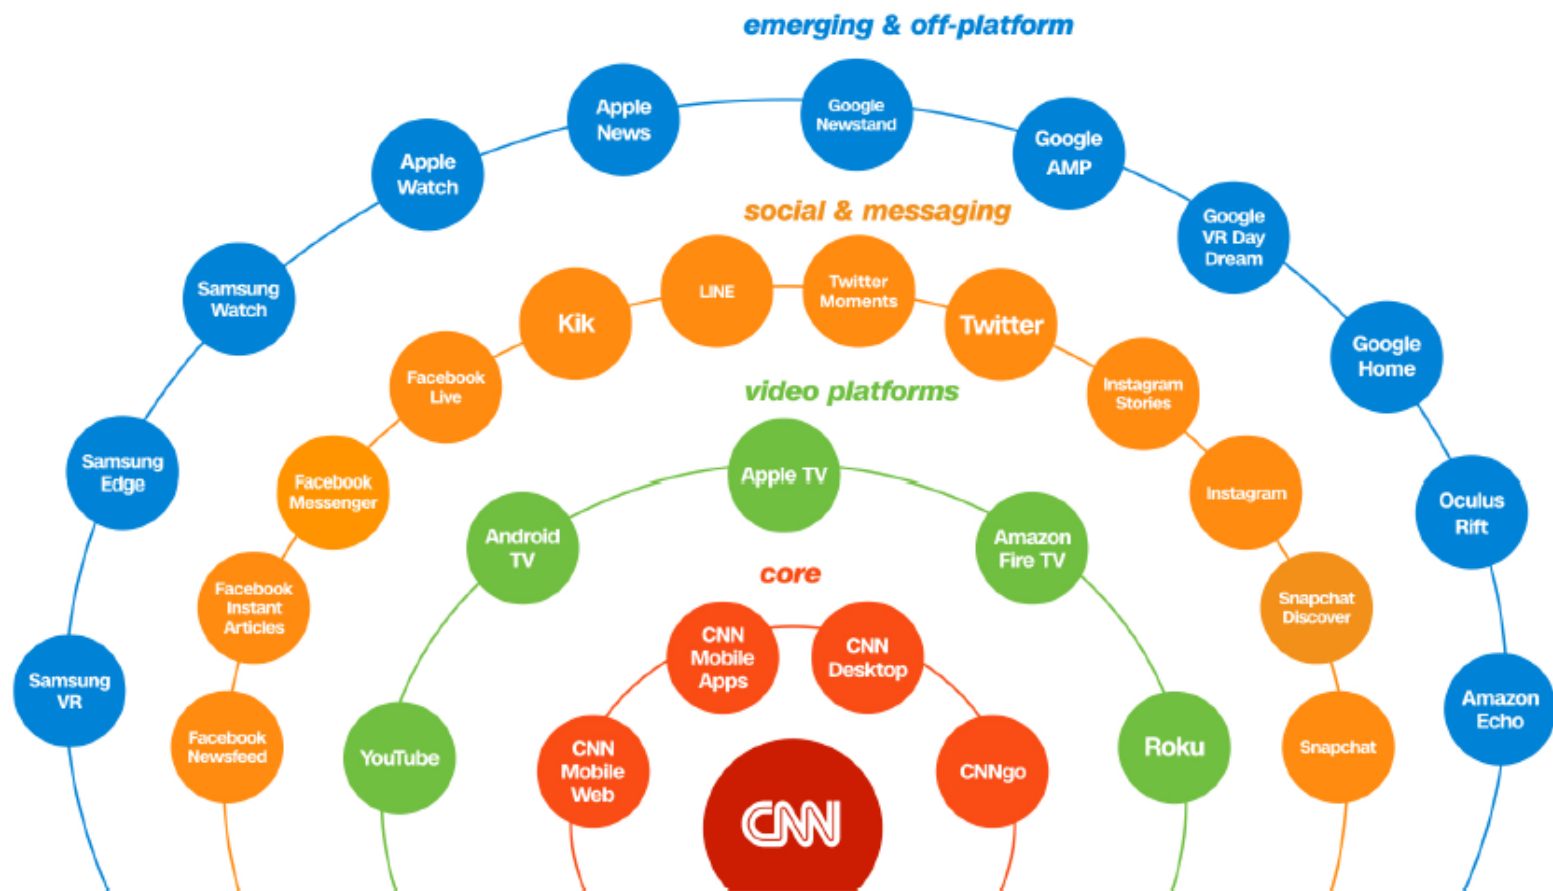 emerging & off-platform
Apple
News
Google
Newstand
Apple
Watch
Google
AMP
Samsung
Watch
Google
VR Day
Dream
Samsung
Edge
Google
Home
Samsung
VR
Oculus
Rift
Amazon
Echo
social & messaging
LINE
Twitter
Moments
Kik
Twitter
Facebook
Live
Instagram
Stories
Facebook
Messenger
Instagram
Facebook
Instant
Articles
Snapchat
Discover
Facebook
Newsfeed
Snapchat
video platforms
Apple TV
Android
TV
Amazon
Fire TV
YouTube
Roku
core
CNN
Mobile
Apps
CNN
Desktop
CNN
Mobile
Web
CNNgo
CNN